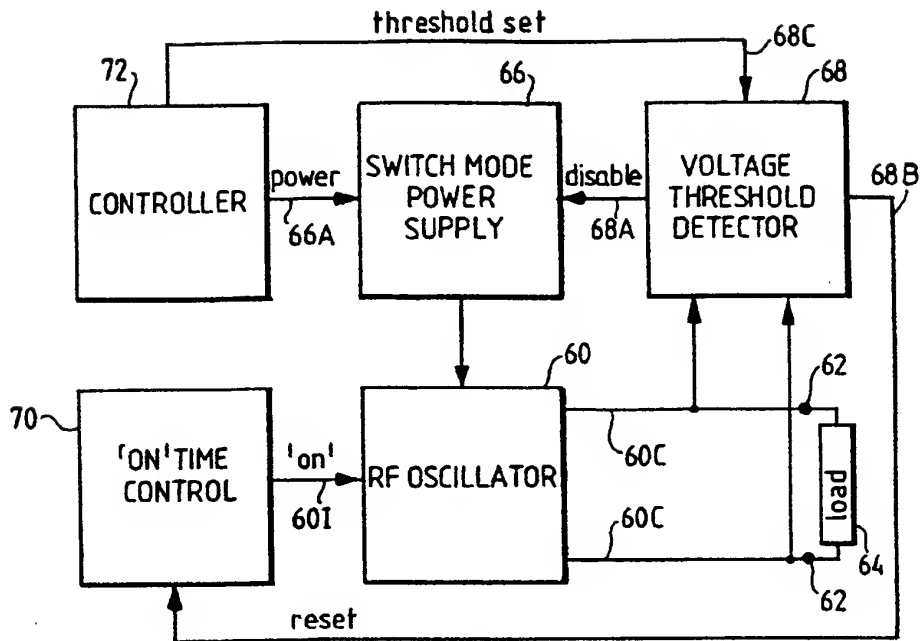 threshold set
68C
72
66
68
CONTROLLER
power
66A
SWITCH MODE
POWER
SUPPLY
disable
68A
VOLTAGE
THRESHOLD
DETECTOR
68B
60
62
70
'ON' TIME
CONTROL
'on'
60I
RF OSCILLATOR
60C
60C
load
64
62
reset